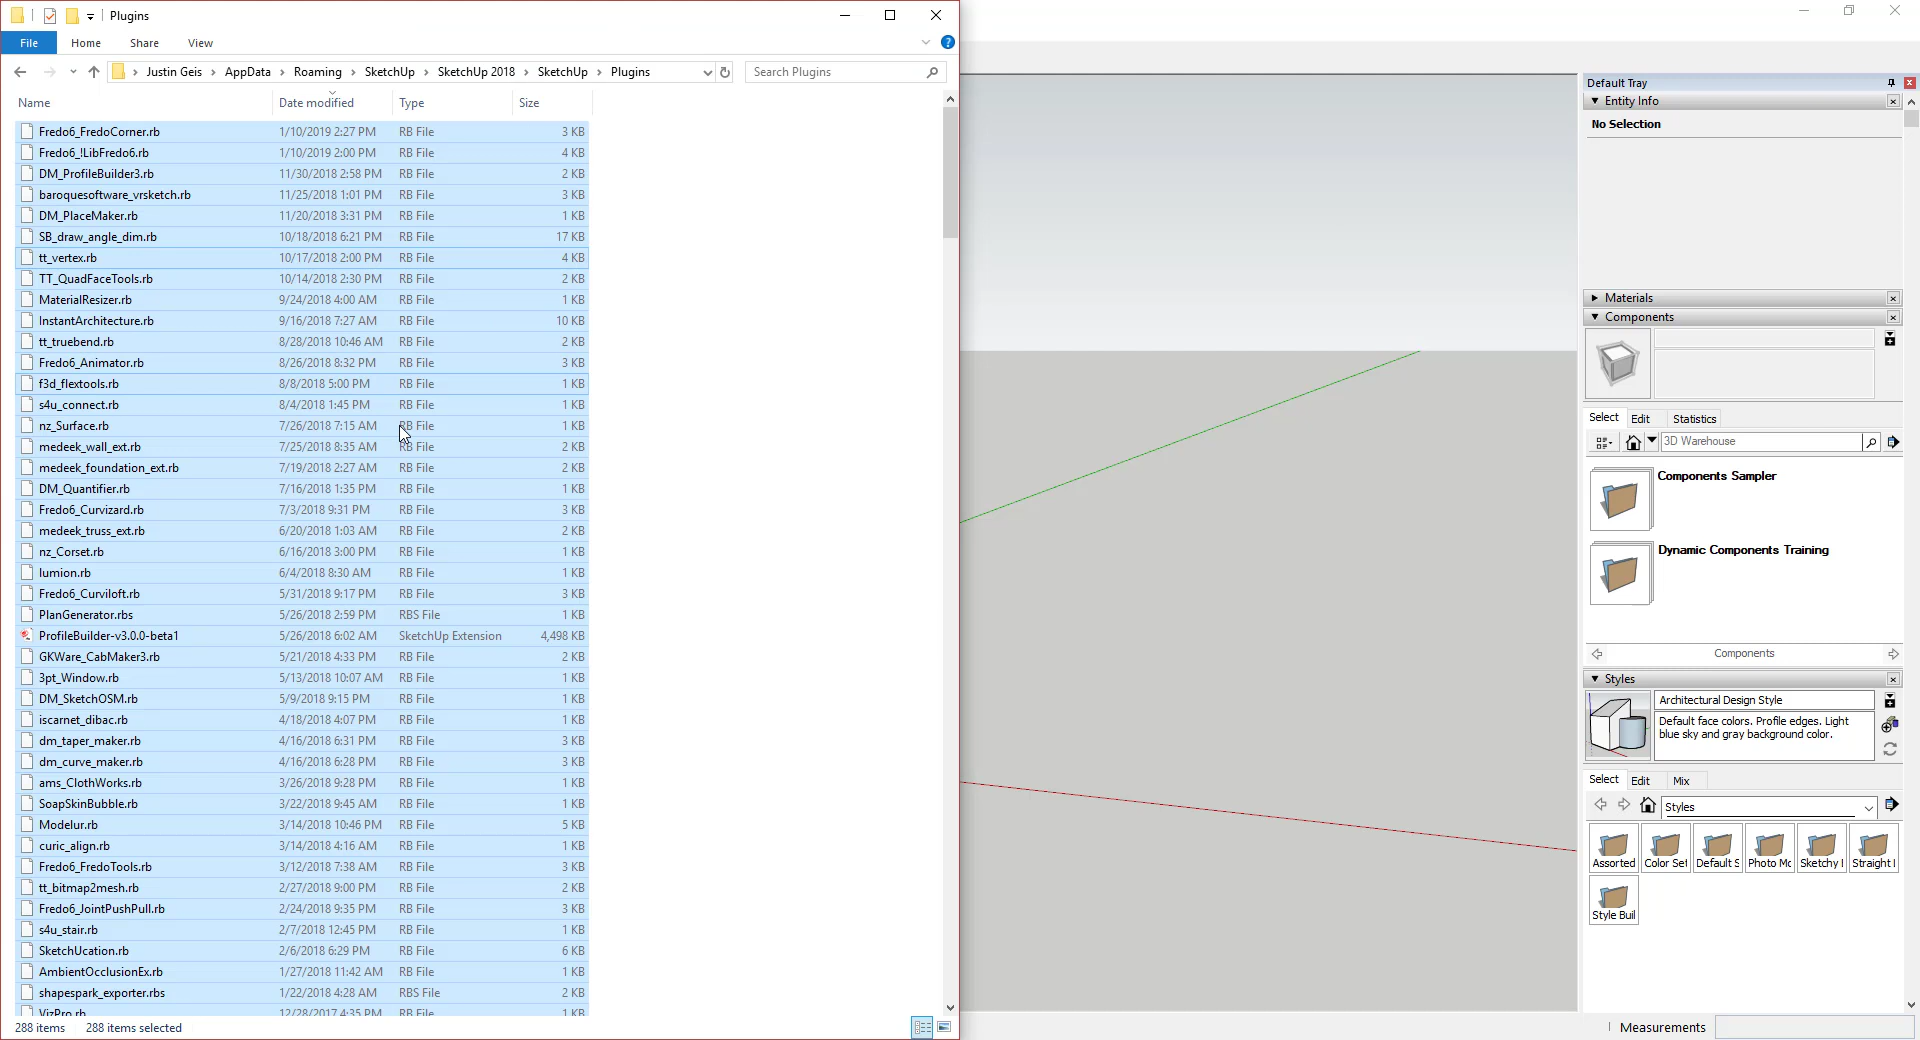 Plugins
File Home Share View
Justin Geis AppData Roaming SketchUp SketchUp 2018 SketchUp Plugins Search Plugins
Name Date modified Type Size
Fredo6_FredoCorner.rb 1/10/2019 2:27 PM RB File 3 KB
Fredo6_!LibFredo6.rb 1/10/2019 2:00 PM RB File 4 KB
DM_ProfileBuilder3.rb 11/30/2018 2:58 PM RB File 2 KB
baroquesoftware_vrsketch.rb 11/25/2018 1:01 PM RB File 3 KB
DM_PlaceMaker.rb 11/20/2018 3:31 PM RB File 1 KB
SB_draw_angle_dim.rb 10/18/2018 6:21 PM RB File 17 KB
tt_vertex.rb 10/17/2018 2:00 PM RB File 4 KB
TT_QuadFaceTools.rb 10/14/2018 2:30 PM RB File 2 KB
MaterialResizer.rb 9/24/2018 4:00 AM RB File 1 KB
InstantArchitecture.rb 9/16/2018 7:27 AM RB File 10 KB
tt_truebend.rb 8/28/2018 10:46 AM RB File 2 KB
Fredo6_Animator.rb 8/26/2018 8:32 PM RB File 3 KB
f3d_flextools.rb 8/8/2018 5:00 PM RB File 1 KB
s4u_connect.rb 8/4/2018 1:45 PM RB File 1 KB
nz_Surface.rb 7/26/2018 7:15 AM RB File 1 KB
medeek_wall_ext.rb 7/25/2018 8:35 AM RB File 2 KB
medeek_foundation_ext.rb 7/19/2018 2:27 AM RB File 2 KB
DM_Quantifier.rb 7/16/2018 1:35 PM RB File 1 KB
Fredo6_Curvizard.rb 7/3/2018 9:31 PM RB File 3 KB
medeek_truss_ext.rb 6/20/2018 1:03 AM RB File 2 KB
nz_Corset.rb 6/16/2018 3:00 PM RB File 1 KB
lumion.rb 6/4/2018 8:30 AM RB File 1 KB
Fredo6_Curviloft.rb 5/31/2018 9:17 PM RB File 3 KB
PlanGenerator.rbs 5/26/2018 2:59 PM RBS File 1 KB
ProfileBuilder-v3.0.0-beta1 5/26/2018 6:02 AM SketchUp Extension 4,498 KB
GKWare_CabMaker3.rb 5/21/2018 4:33 PM RB File 2 KB
3pt_Window.rb 5/13/2018 10:07 AM RB File 1 KB
DM_SketchOSM.rb 5/9/2018 9:15 PM RB File 1 KB
iscarnet_dibac.rb 4/18/2018 4:07 PM RB File 1 KB
dm_taper_maker.rb 4/16/2018 6:31 PM RB File 3 KB
dm_curve_maker.rb 4/16/2018 6:28 PM RB File 3 KB
ams_ClothWorks.rb 3/26/2018 9:28 PM RB File 1 KB
SoapSkinBubble.rb 3/22/2018 9:45 AM RB File 1 KB
Modelur.rb 3/14/2018 10:46 PM RB File 5 KB
curic_align.rb 3/14/2018 4:16 AM RB File 1 KB
Fredo6_FredoTools.rb 3/12/2018 7:38 AM RB File 3 KB
tt_bitmap2mesh.rb 2/27/2018 9:00 PM RB File 2 KB
Fredo6_JointPushPull.rb 2/24/2018 9:35 PM RB File 3 KB
s4u_stair.rb 2/7/2018 12:45 PM RB File 1 KB
SketchUcation.rb 2/6/2018 6:29 PM RB File 6 KB
AmbientOcclusionEx.rb 1/27/2018 11:42 AM RB File 1 KB
shapespark_exporter.rbs 1/22/2018 4:28 AM RBS File 2 KB
VizPro.rb 12/28/2017 4:35 PM RB File 1 KB
288 items 288 items selected
Default Tray
Entity Info
No Selection
Materials
Components
Select Edit Statistics
3D Warehouse
Components Sampler
Dynamic Components Training
Components
Styles
Architectural Design Style
Default face colors. Profile edges. Light
blue sky and gray background color.
Select Edit Mix
Styles
Assorted Color Set Default S Photo Mo Sketchy I Straight I
Style Buil
Measurements